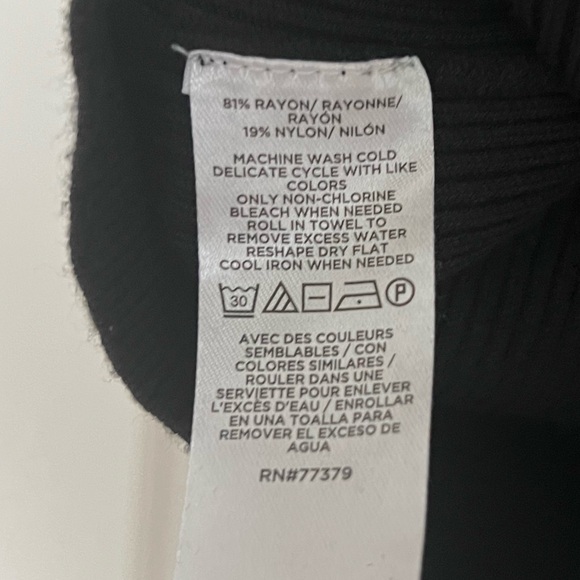 81% RAYON/ RAYONNE/
RAYÓN
19% NYLON/ NILÓN
MACHINE WASH COLD
DELICATE CYCLE WITH LIKE
COLORS
ONLY NON-CHLORINE
BLEACH WHEN NEEDED
ROLL IN TOWEL TO
REMOVE EXCESS WATER
RESHAPE DRY FLAT
COOL IRON WHEN NEEDED
30 P
AVEC DES COULEURS
SEMBLABLES / CON
COLORES SIMILARES /
ROULER DANS UNE
SERVIETTE POUR ENLEVER
L'EXCÈS D'EAU / ENROLLAR
EN UNA TOALLA PARA
REMOVER EL EXCESO DE
AGUA
RN#77379